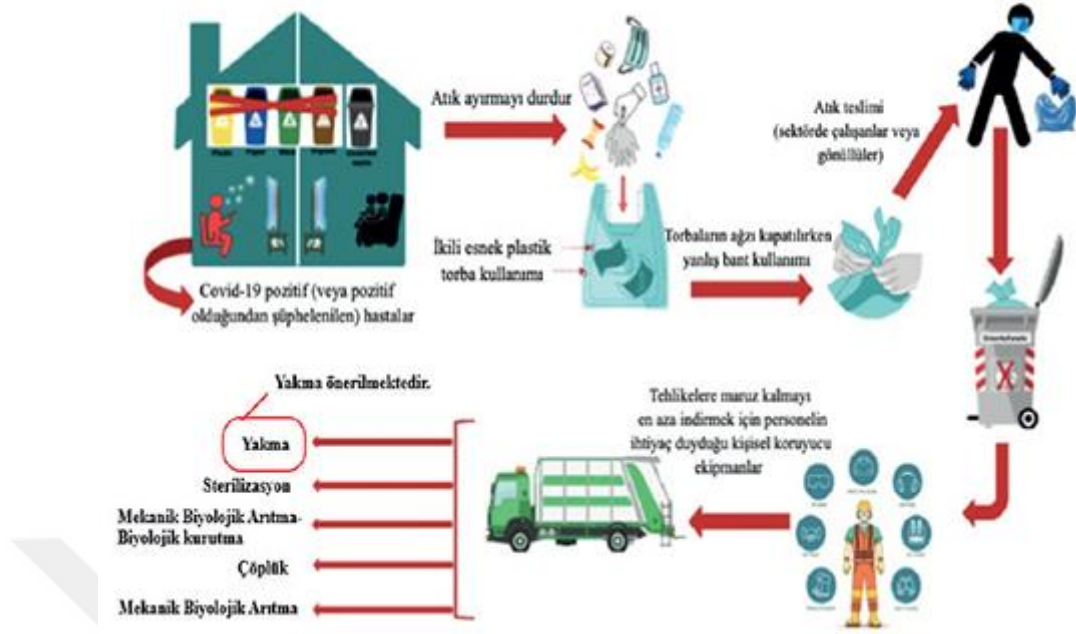 Atık ayırmayı durdur
Atık teslimi
(sektörde çalışanlar veya
gönüllüler)
İkili esnek plastik
torba kullanımı
Torbaların ağzı kapatılırken
yanlış bant kullanımı
Covid-19 pozitif (veya pozitif
olduğundan şüphelenilen) hastalar
Yakma önerilmektedir.
Yakma
Sterilizasyon
Mekanik Biyolojik Arıtma-
Biyolojik kurutma
Çöplük
Mekanik Biyolojik Arıtma
Tehlikelere maruz kalmayı
en aza indirmek için personelin
ihtiyaç duyduğu kişisel koruyucu
ekipmanlar